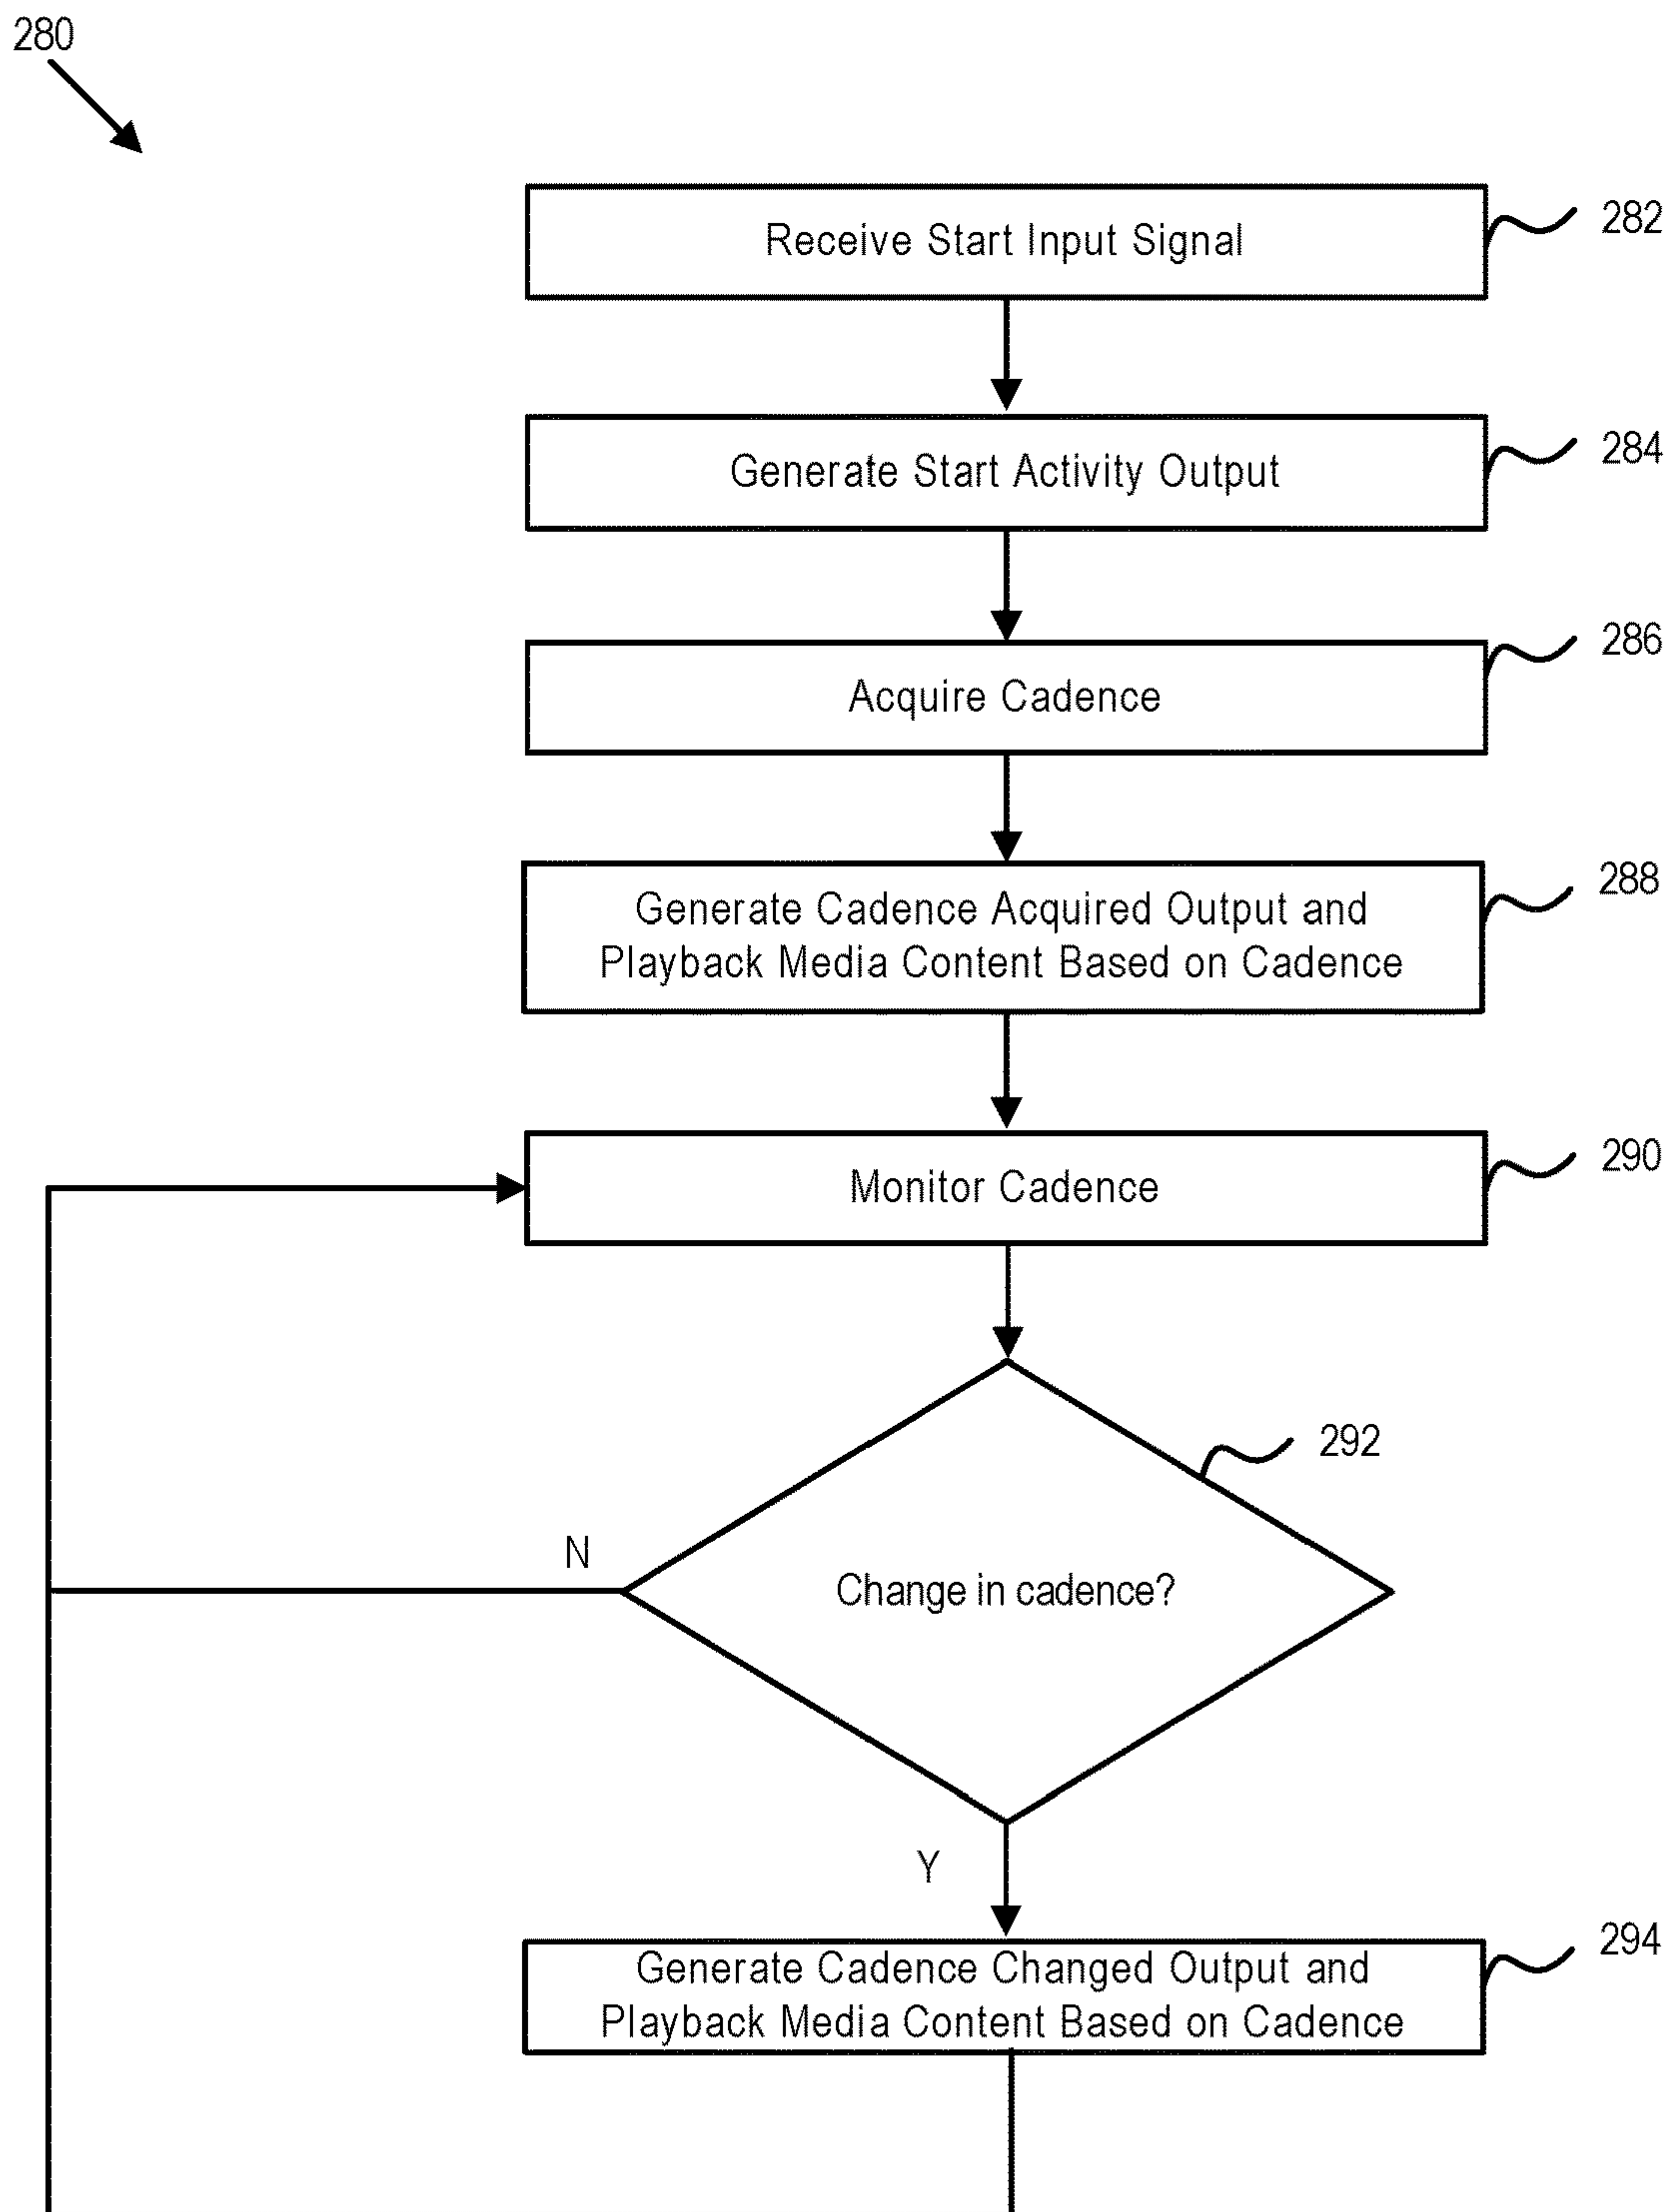 280
Receive Start Input Signal
282
Generate Start Activity Output
284
Acquire Cadence
286
Generate Cadence Acquired Output and
Playback Media Content Based on Cadence
288
Monitor Cadence
290
Change in cadence?
292
N
Y
Generate Cadence Changed Output and
Playback Media Content Based on Cadence
294